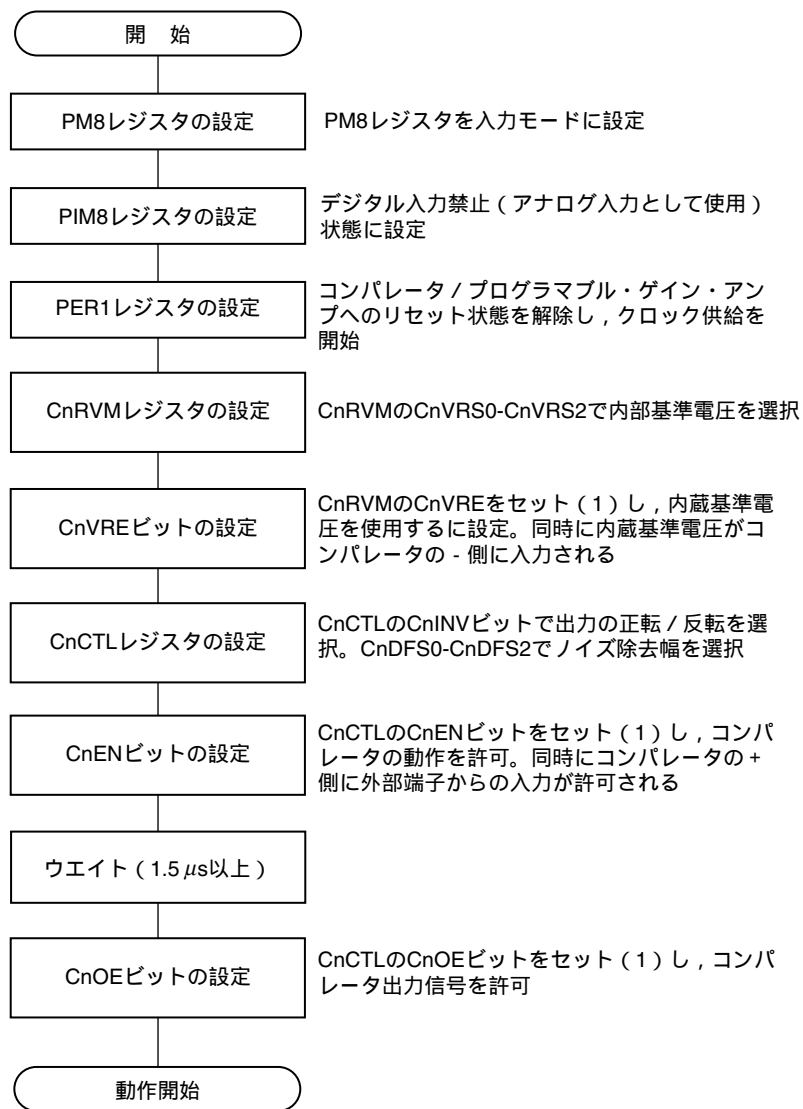 開 始
PM8レジスタの設定
PM8レジスタを入力モードに設定
PIM8レジスタの設定
デジタル入力禁止(アナログ入力として使用)
状態に設定
PER1レジスタの設定
コンパレータ/プログラマブル・ゲイン・アン
プへのリセット状態を解除し,クロック供給を
開始
CnRVMレジスタの設定
CnRVMのCnVRS0-CnVRS2で内部基準電圧を選択
CnVREビットの設定
CnRVMのCnVREをセット(1)し,内蔵基準電
圧を使用するに設定。同時に内蔵基準電圧がコ
ンパレータの - 側に入力される
CnCTLレジスタの設定
CnCTLのCnINVビットで出力の正転/反転を選
択。CnDFS0-CnDFS2でノイズ除去幅を選択
CnENビットの設定
CnCTLのCnENビットをセット(1)し,コンパ
レータの動作を許可。同時にコンパレータの+
側に外部端子からの入力が許可される
ウエイト(1.5 μs以上)
CnOEビットの設定
CnCTLのCnOEビットをセット(1)し,コンパ
レータ出力信号を許可
動作開始